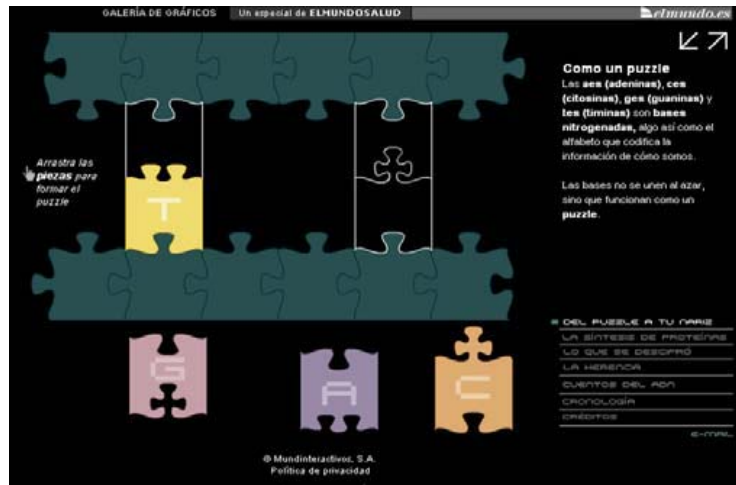 GALERÍA DE GRÁFICOS Un especial de ELMUNDOSALUD elmundo.es
Como un puzzle
Las aes (adeninas), ces
(citosinas), ges (guaninas) y
tes (timinas) son bases
nitrogenadas, algo así como el
alfabeto que codifica la
información de cómo somos.
Las bases no se unen al azar,
sino que funcionan como un
puzzle.
Arrastra las
piezas para
formar el
puzzle
T
G
A
C
DEL PUZZLE A TU NARIZ
LA SÍNTESIS DE PROTEÍNAS
LO QUE SE DESCIFRÓ
LA HERENCIA
CUENTOS DEL ADN
CRONOLOGÍA
CRÉDITOS
E-MAIL
© Mundinteractivos, S.A.
Política de privacidad